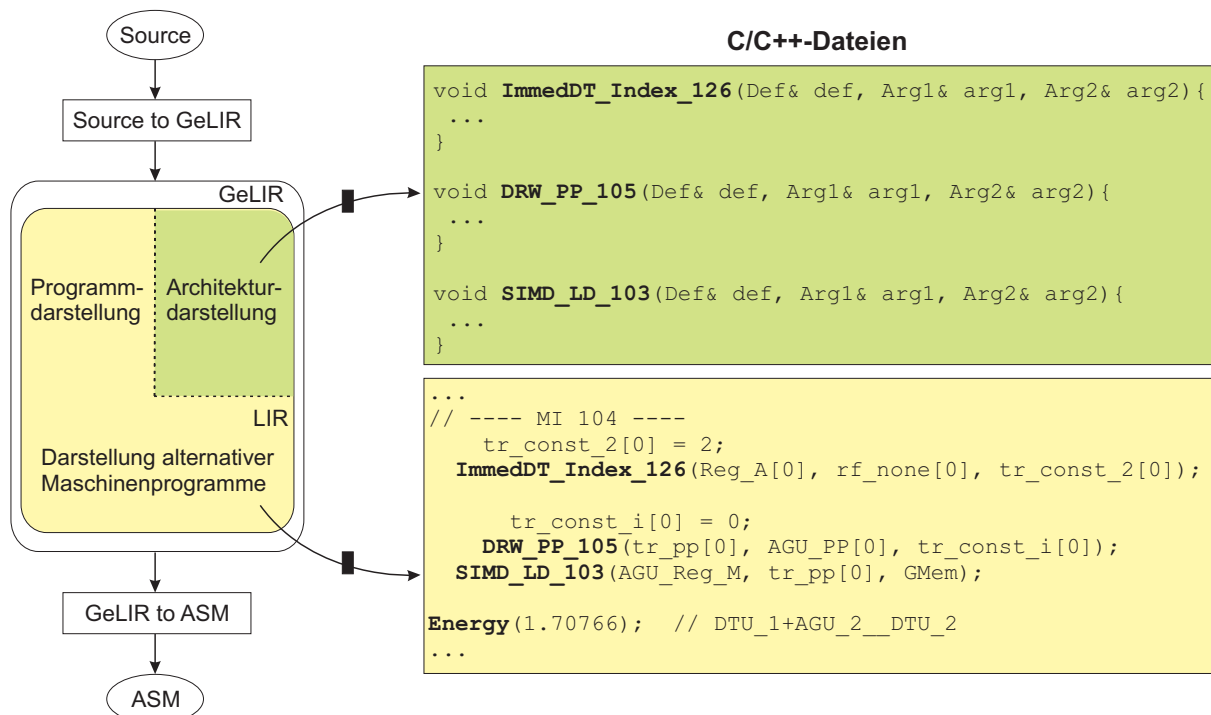 Source
Source to GeLIR
GeLIR
Programm-
darstellung
Architektur-
darstellung
LIR
Darstellung alternativer
Maschinenprogramme
GeLIR to ASM
ASM
C/C++-Dateien
void ImmedDT_Index_126(Def& def, Arg1& arg1, Arg2& arg2){
...
}
void DRW_PP_105(Def& def, Arg1& arg1, Arg2& arg2){
...
}
void SIMD_LD_103(Def& def, Arg1& arg1, Arg2& arg2){
...
}
...
// ---- MI 104 ----
tr_const_2[0] = 2;
ImmedDT_Index_126(Reg_A[0], rf_none[0], tr_const_2[0]);
tr_const_i[0] = 0;
DRW_PP_105(tr_pp[0], AGU_PP[0], tr_const_i[0]);
SIMD_LD_103(AGU_Reg_M, tr_pp[0], GMem);
Energy(1.70766); // DTU_1+AGU_2__DTU_2
...